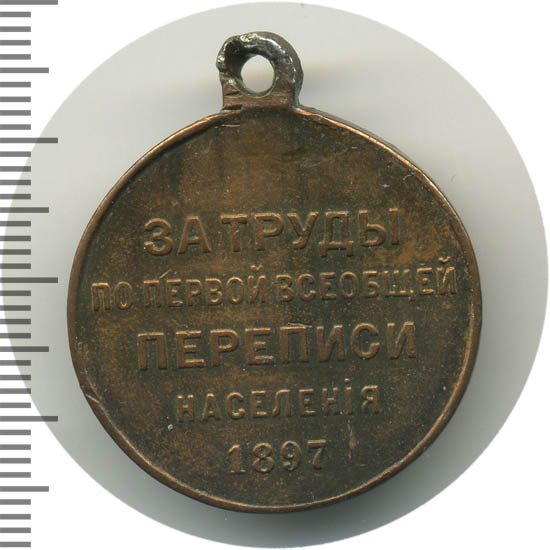 ЗА ТРУДЫ
ПО ПЕРВОЙ ВСЕОБЩЕЙ
ПЕРЕПИСИ
НАСЕЛЕНІЯ
1897